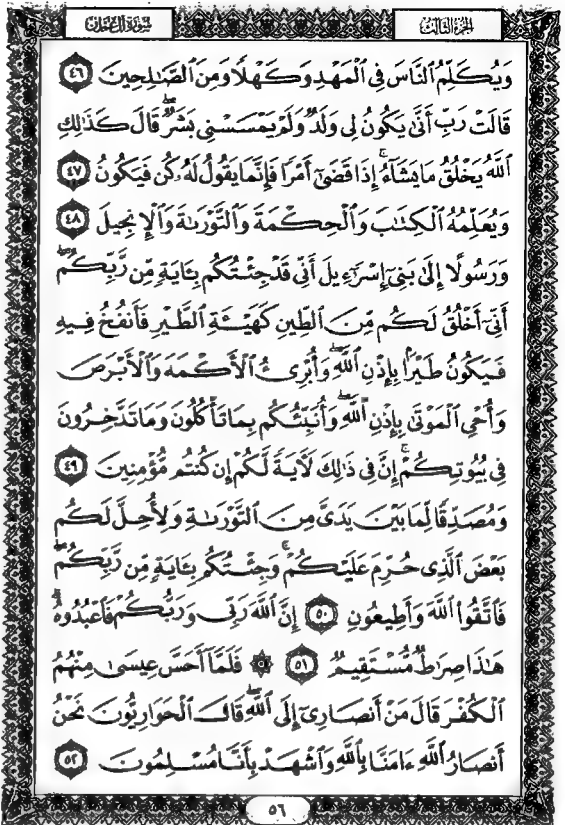 الجزء الثالث
سورة آل عمران
وَيُكَلِّمُ ٱلنَّاسَ فِى ٱلْمَهْدِ وَكَهْلًا وَمِنَ ٱلصَّٰلِحِينَ ٤٦
قَالَتْ رَبِّ أَنَّىٰ يَكُونُ لِى وَلَدٌ وَلَمْ يَمْسَسْنِى بَشَرٌ ۖ قَالَ كَذَٰلِكِ
ٱللَّهُ يَخْلُقُ مَا يَشَآءُ ۚ إِذَا قَضَىٰٓ أَمْرًا فَإِنَّمَا يَقُولُ لَهُۥ كُن فَيَكُونُ ٤٧
وَيُعَلِّمُهُ ٱلْكِتَٰبَ وَٱلْحِكْمَةَ وَٱلتَّوْرَىٰةَ وَٱلْإِنجِيلَ ٤٨
وَرَسُولًا إِلَىٰ بَنِىٓ إِسْرَٰٓءِيلَ أَنِّى قَدْ جِئْتُكُم بِـَٔايَةٍ مِّن رَّبِّكُمْ ۖ
أَنِّىٓ أَخْلُقُ لَكُم مِّنَ ٱلطِّينِ كَهَيْـَٔةِ ٱلطَّيْرِ فَأَنفُخُ فِيهِ
فَيَكُونُ طَيْرًۢا بِإِذْنِ ٱللَّهِ ۖ وَأُبْرِئُ ٱلْأَكْمَهَ وَٱلْأَبْرَصَ
وَأُحْىِ ٱلْمَوْتَىٰ بِإِذْنِ ٱللَّهِ ۖ وَأُنَبِّئُكُم بِمَا تَأْكُلُونَ وَمَا تَدَّخِرُونَ
فِى بُيُوتِكُمْ ۚ إِنَّ فِى ذَٰلِكَ لَـَٔايَةً لَّكُمْ إِن كُنتُم مُّؤْمِنِينَ ٤٩
وَمُصَدِّقًا لِّمَا بَيْنَ يَدَىَّ مِنَ ٱلتَّوْرَىٰةِ وَلِأُحِلَّ لَكُم
بَعْضَ ٱلَّذِى حُرِّمَ عَلَيْكُمْ ۚ وَجِئْتُكُم بِـَٔايَةٍ مِّن رَّبِّكُمْ
فَٱتَّقُوا۟ ٱللَّهَ وَأَطِيعُونِ ٥٠ إِنَّ ٱللَّهَ رَبِّى وَرَبُّكُمْ فَٱعْبُدُوهُ ۗ
هَٰذَا صِرَٰطٌ مُّسْتَقِيمٌ ٥١ ۞ فَلَمَّآ أَحَسَّ عِيسَىٰ مِنْهُمُ
ٱلْكُفْرَ قَالَ مَنْ أَنصَارِىٓ إِلَى ٱللَّهِ ۖ قَالَ ٱلْحَوَارِيُّونَ نَحْنُ
أَنصَارُ ٱللَّهِ ءَامَنَّا بِٱللَّهِ وَٱشْهَدْ بِأَنَّا مُسْلِمُونَ ٥٢
٥٦